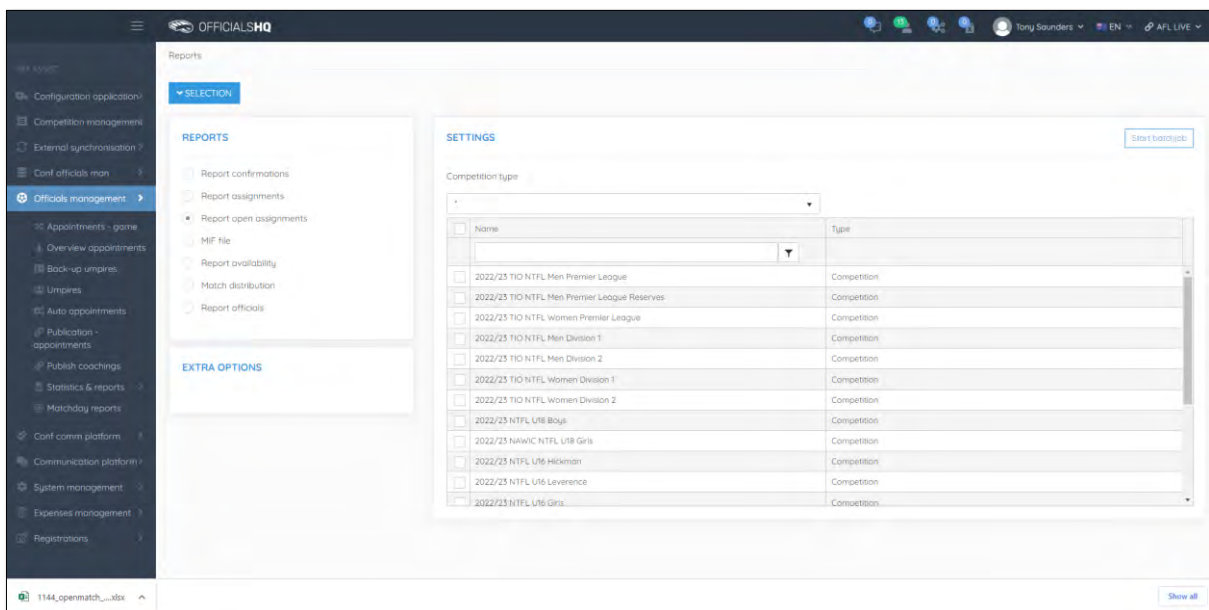 OFFICIALSHQ
Tony Saunders
EN
AFL LIVE
Configuration application
Competition management
External synchronisation
Conf officials man
Officials management
Appointments - game
Overview appointments
Back-up umpires
Umpires
Auto appointments
Publication -
appointments
Publish coachings
Statistics & reports
Matchday reports
Conf comm platform
Communication platform
System management
Expenses management
Registrations
Reports
SELECTION
REPORTS
Report confirmations
Report assignments
Report open assignments
MIF file
Report availability
Match distribution
Report officials
EXTRA OPTIONS
SETTINGS
Start batchjob
Competition type
*
Name Type
2022/23 TIO NTFL Men Premier League Competition
2022/23 TIO NTFL Men Premier League Reserves Competition
2022/23 TIO NTFL Women Premier League Competition
2022/23 TIO NTFL Men Division 1 Competition
2022/23 TIO NTFL Men Division 2 Competition
2022/23 TIO NTFL Women Division 1 Competition
2022/23 TIO NTFL Women Division 2 Competition
2022/23 NTFL U18 Boys Competition
2022/23 NAWIC NTFL U18 Girls Competition
2022/23 NTFL U16 Hickman Competition
2022/23 NTFL U16 Leverence Competition
2022/23 NTFL U16 Girls Competition
1144_openmatch_....xlsx
Show all